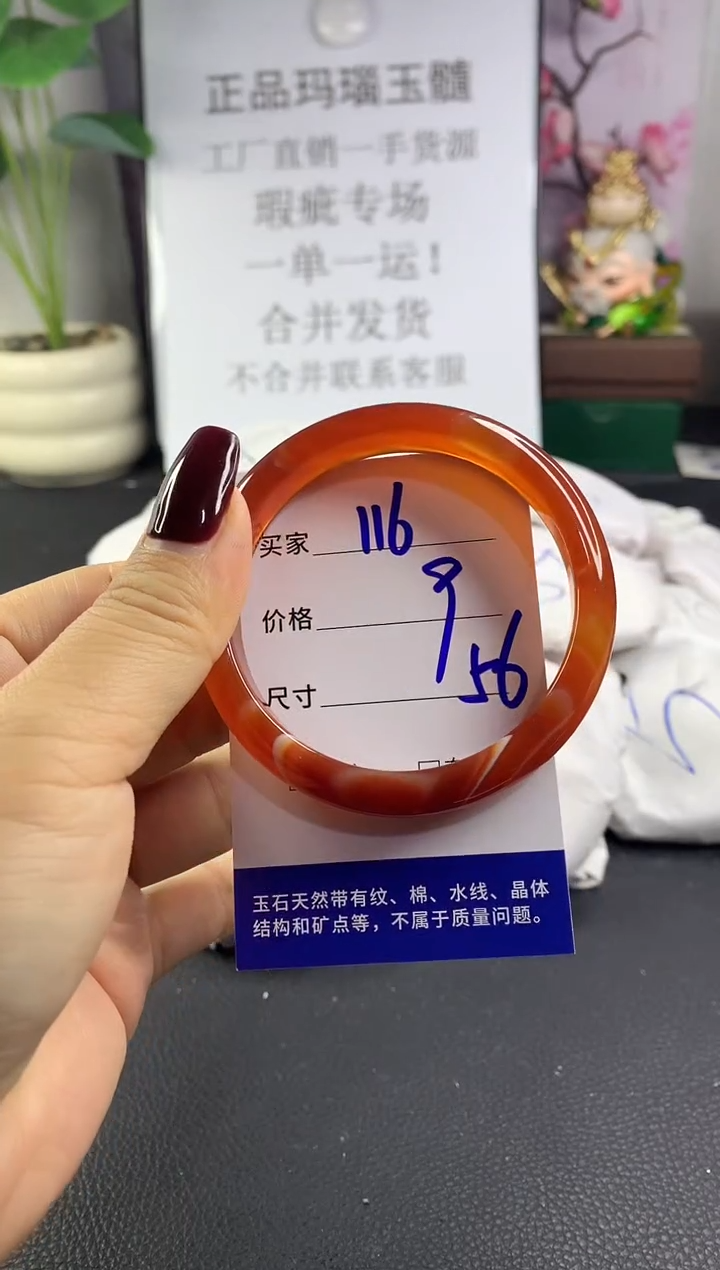 正品玛瑙玉髓
工厂直销一手货源
瑕疵专场
一单一运！
合并发货
不合并联系客服
买家 116
价格 9
尺寸 56
玉石天然带有纹、棉、水线、晶体
结构和矿点等，不属于质量问题。